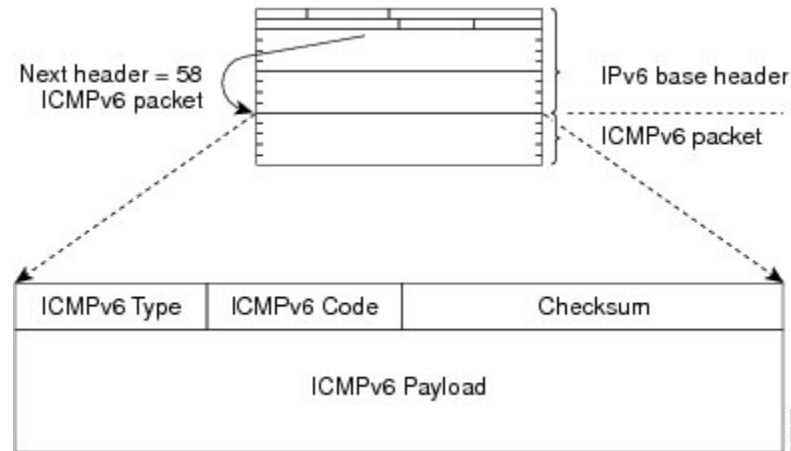 Next header = 58
ICMPv6 packet
IPv6 base header
ICMPv6 packet
ICMPv6 Type
ICMPv6 Code
Checksum
ICMPv6 Payload